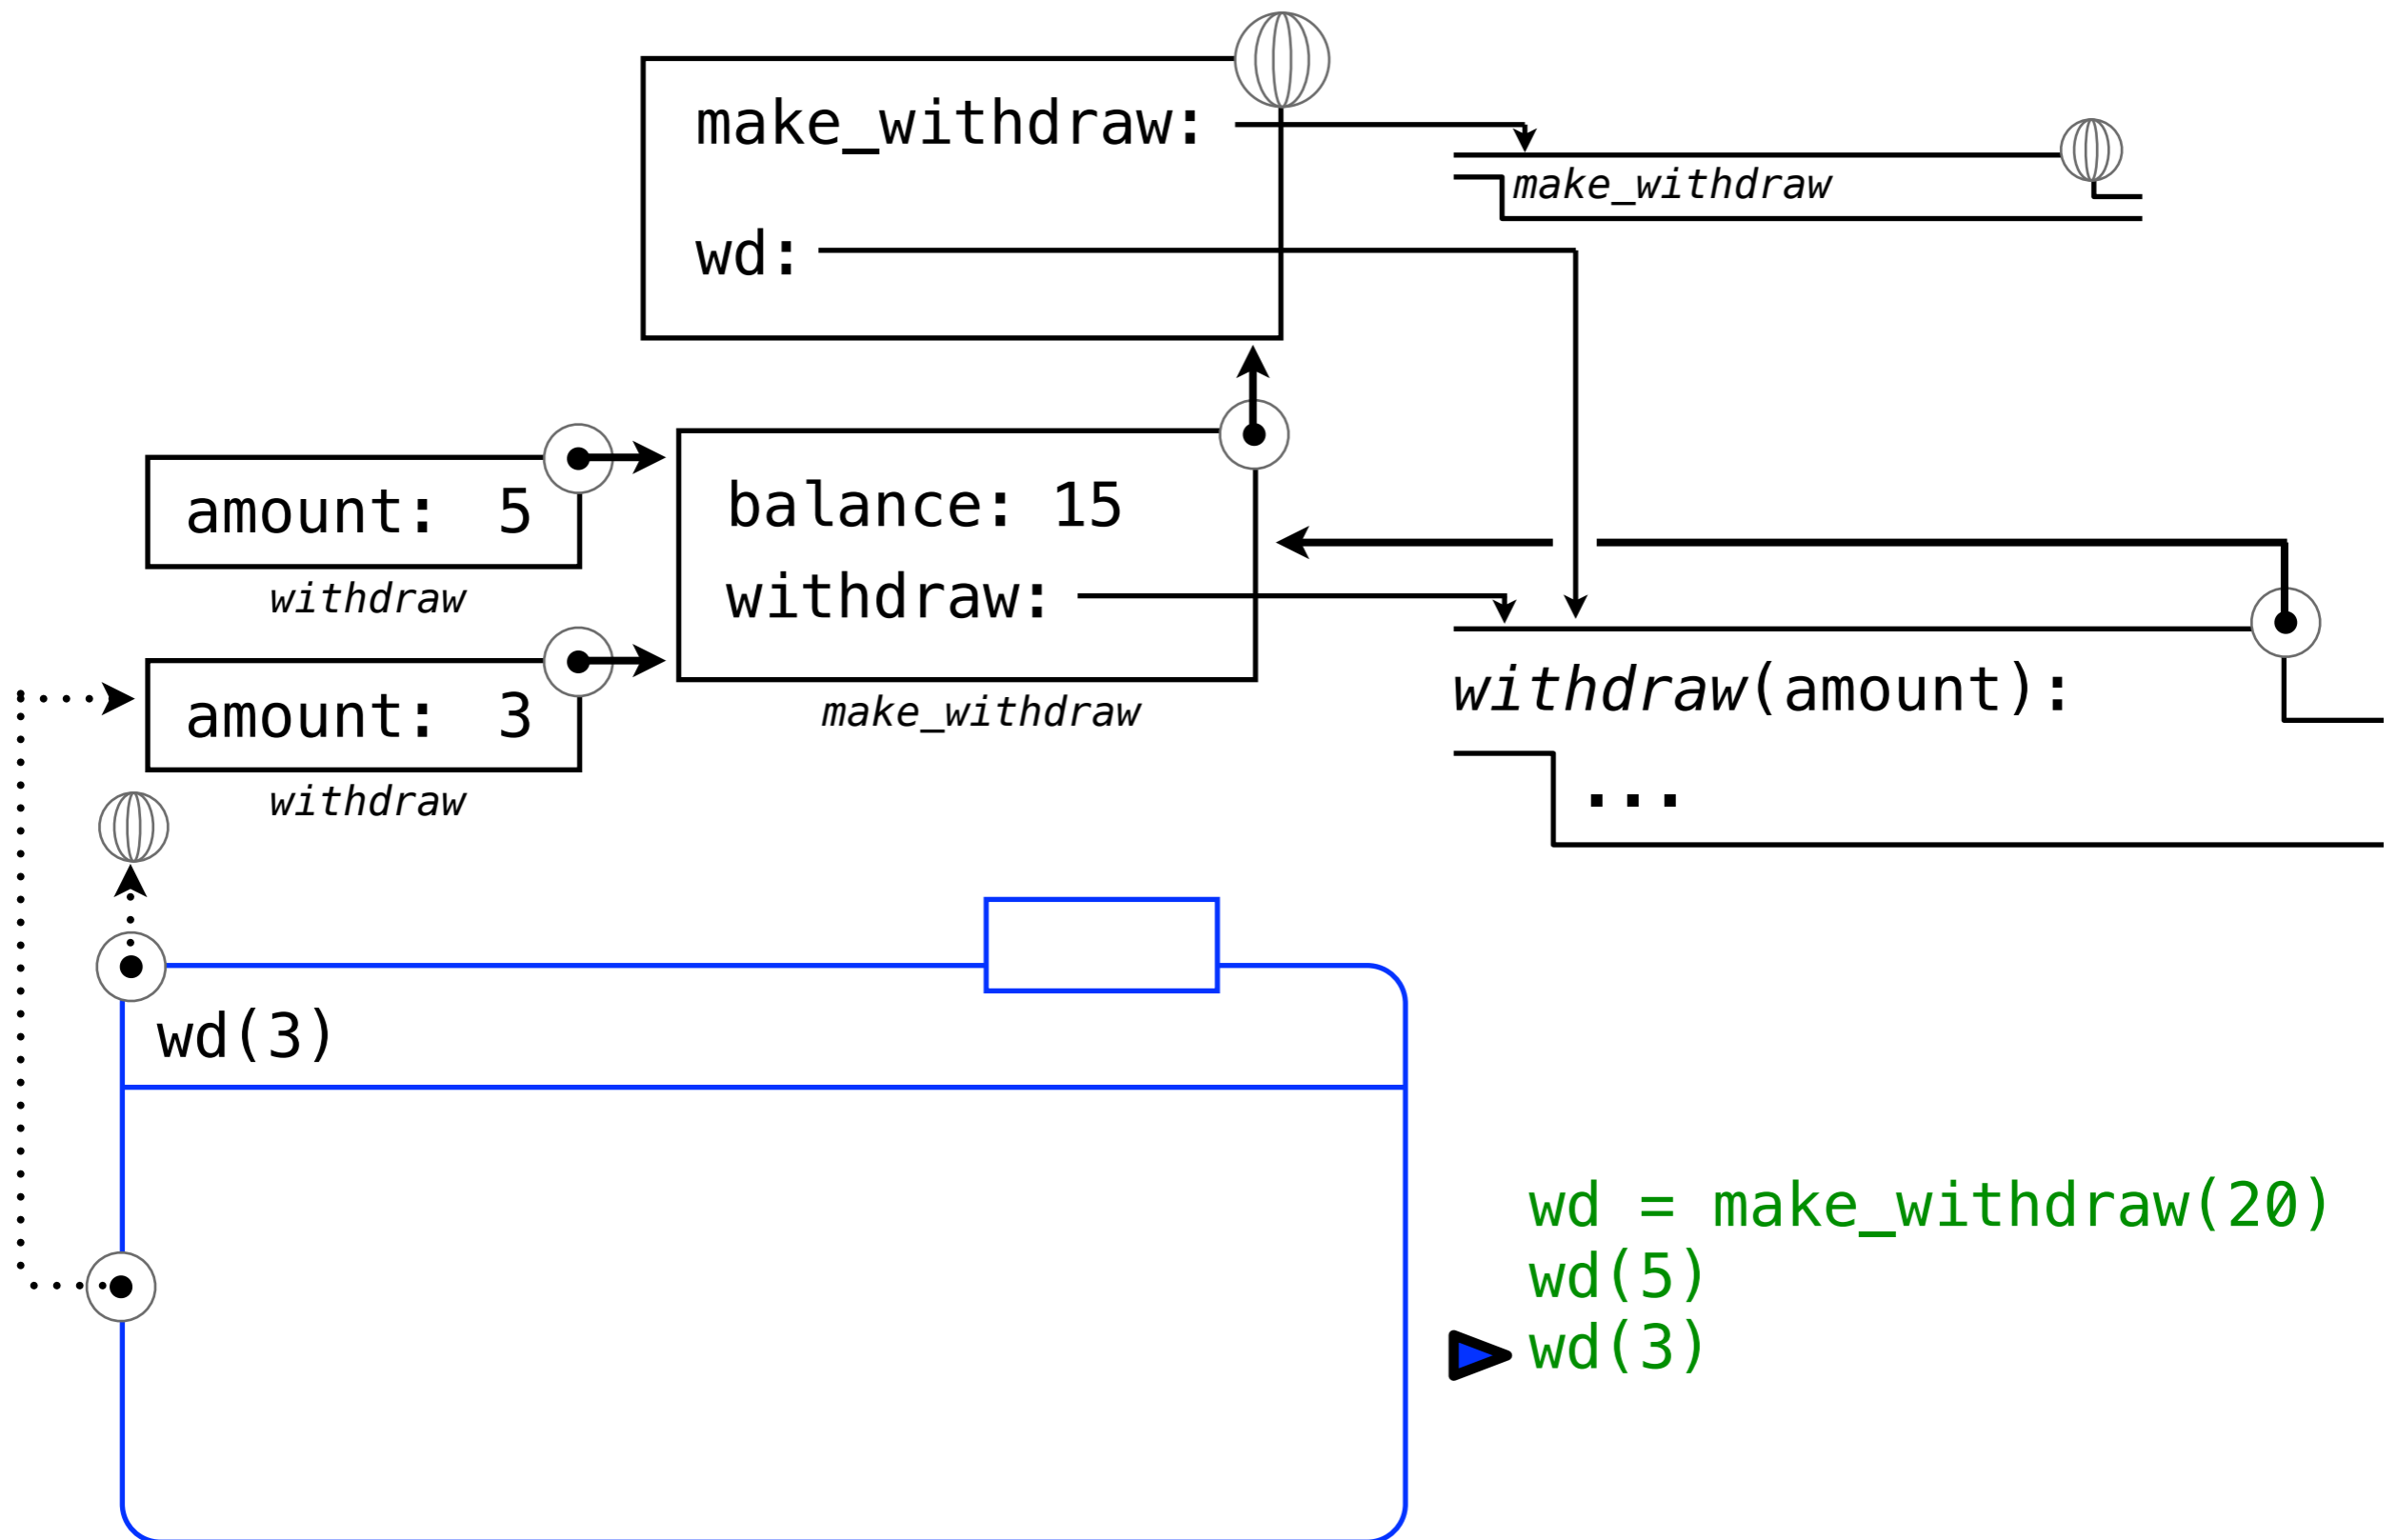 make_withdraw:
make_withdraw
wd:
balance: 15
withdraw:
make_withdraw
amount: 5
withdraw
amount: 3
withdraw
withdraw(amount):
...
wd(3)
wd = make_withdraw(20)
wd(5)
wd(3)